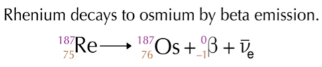 Rhenium decays to osmium by beta emission.
¹⁸⁷₇₅Re ⟶ ¹⁸⁷₇₆Os + ⁰₋₁β + ν̅ₑ